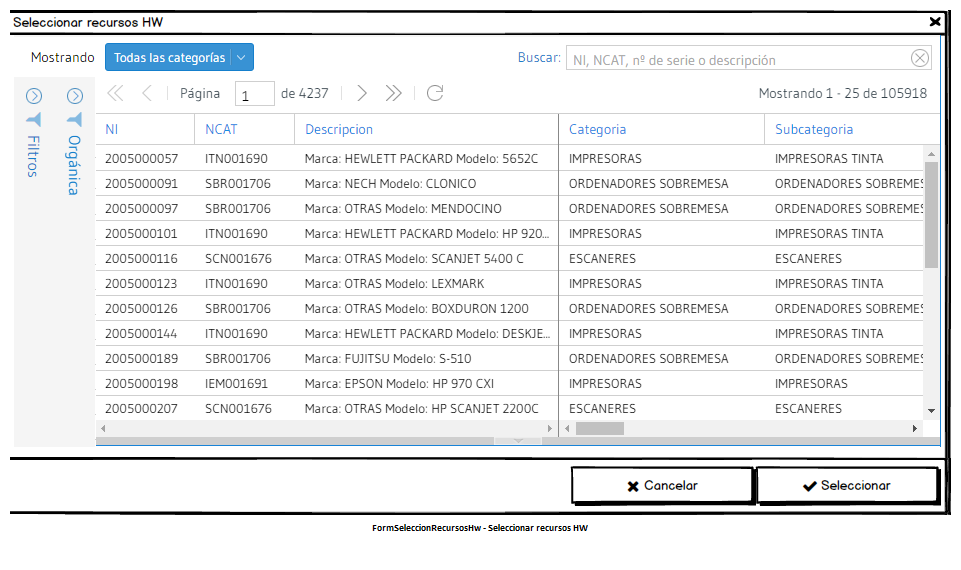 Seleccionar recursos HW
Mostrando Todas las categorías Buscar: NI, NCAT, nº de serie o descripción
Página 1 de 4237 Mostrando 1 - 25 de 105918
Filtros
Orgánica
NI NCAT Descripcion Categoria Subcategoria
2005000057 ITN001690 Marca: HEWLETT PACKARD Modelo: 5652C IMPRESORAS IMPRESORAS TINTA
2005000091 SBR001706 Marca: NECH Modelo: CLONICO ORDENADORES SOBREMESA ORDENADORES SOBREMES
2005000097 SBR001706 Marca: OTRAS Modelo: MENDOCINO ORDENADORES SOBREMESA ORDENADORES SOBREMES
2005000101 ITN001690 Marca: HEWLETT PACKARD Modelo: HP 920... IMPRESORAS IMPRESORAS TINTA
2005000116 SCN001676 Marca: OTRAS Modelo: SCANJET 5400 C ESCANERES ESCANERES
2005000123 ITN001690 Marca: OTRAS Modelo: LEXMARK IMPRESORAS IMPRESORAS TINTA
2005000126 SBR001706 Marca: OTRAS Modelo: BOXDURON 1200 ORDENADORES SOBREMESA ORDENADORES SOBREMES
2005000144 ITN001690 Marca: HEWLETT PACKARD Modelo: DESKJE... IMPRESORAS IMPRESORAS TINTA
2005000189 SBR001706 Marca: FUJITSU Modelo: S-510 ORDENADORES SOBREMESA ORDENADORES SOBREMES
2005000198 IEM001691 Marca: EPSON Modelo: HP 970 CXI IMPRESORAS IMPRESORAS
2005000207 SCN001676 Marca: OTRAS Modelo: HP SCANJET 2200C ESCANERES ESCANERES
Cancelar Seleccionar
FormSeleccionRecursosHw - Seleccionar recursos HW